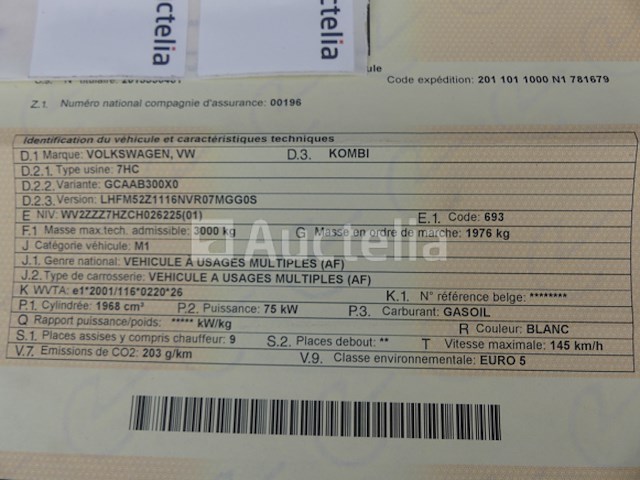 Auctelia
uctelia
ule
Code expédition: 201 101 1000 N1 781679
Z.1. Numéro national compagnie d'assurance: 00196
Identification du véhicule et caractéristiques techniques
D.1 Marque: VOLKSWAGEN, VW D.3. KOMBI
D.2.1. Type usine: 7HC
D.2.2. Variante: GCAAB300X0
D.2.3. Version: LHFM52Z1116NVR07MGG0S
E NIV: WV2ZZZ7HZCH026225(01) E.1. Code: 693
F.1 Masse max.tech. admissible: 3000 kg G Masse en ordre de marche: 1976 kg
J Catégorie véhicule: M1
Auctelia
J.1. Genre national: VEHICULE A USAGES MULTIPLES (AF)
J.2. Type de carrosserie: VEHICULE A USAGES MULTIPLES (AF)
K WVTA: e1*2001/116*0220*26 K.1. N° référence belge: ********
P.1. Cylindrée: 1968 cm³ P.2. Puissance: 75 kW P.3. Carburant: GASOIL
Q Rapport puissance/poids: ***** kW/kg R Couleur: BLANC
S.1. Places assises y compris chauffeur: 9 S.2. Places debout: ** T Vitesse maximale: 145 km/h
V.7. Emissions de CO2: 203 g/km V.9. Classe environnementale: EURO 5